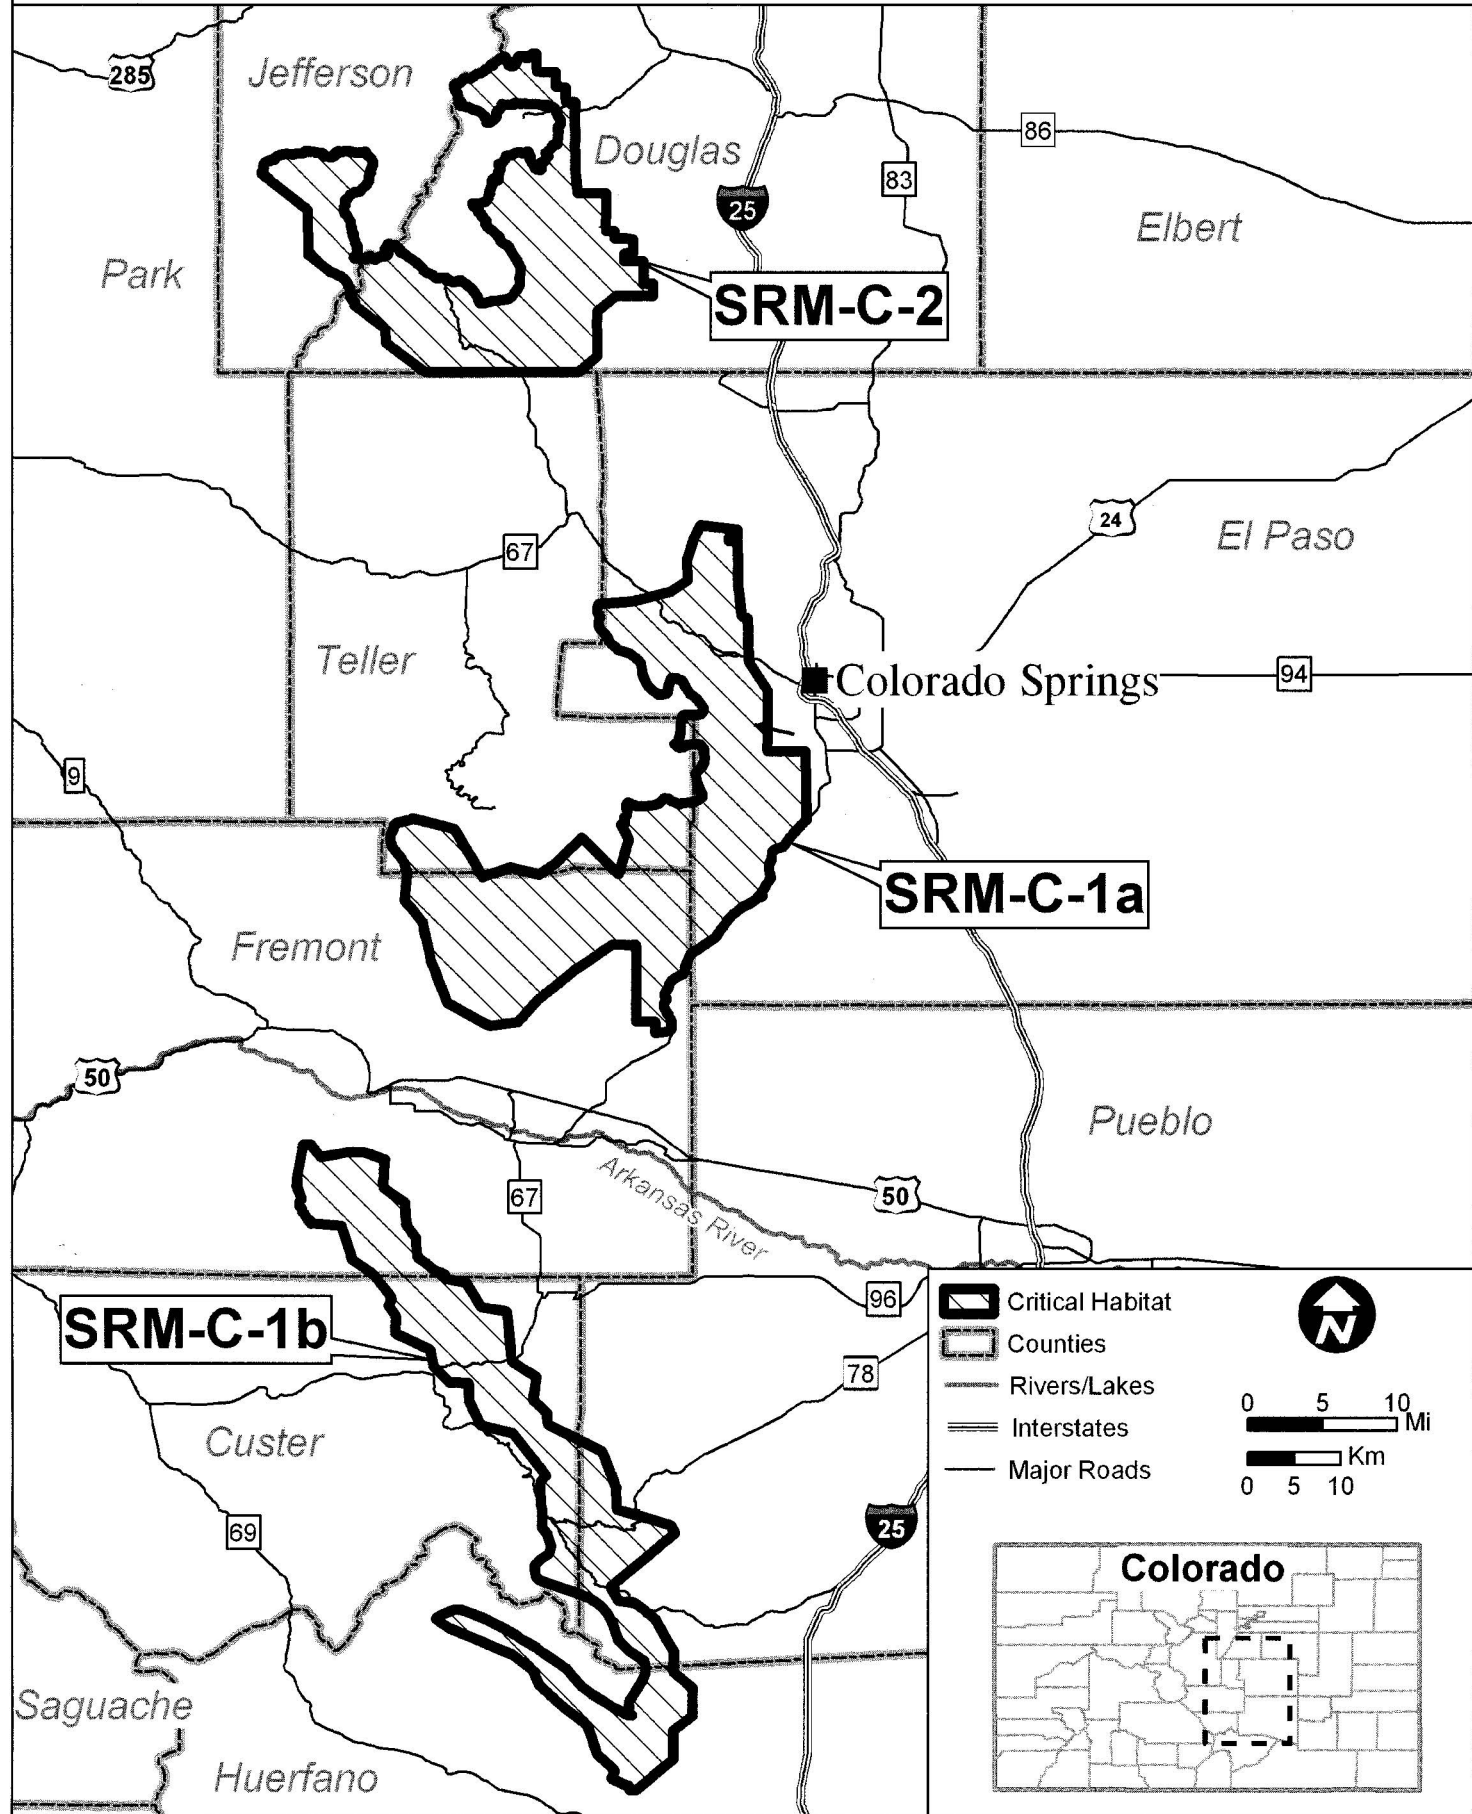 285
Jefferson
Douglas
86
83
25
Elbert
Park
SRM-C-2
24
El Paso
67
Teller
Colorado Springs
94
9
SRM-C-1a
Fremont
50
Pueblo
Arkansas River
67
50
96
SRM-C-1b
78
Custer
69
25
Saguache
Huerfano
Critical Habitat
Counties
Rivers/Lakes
Interstates
Major Roads
N
0 5 10
Mi
Km
0 5 10
Colorado